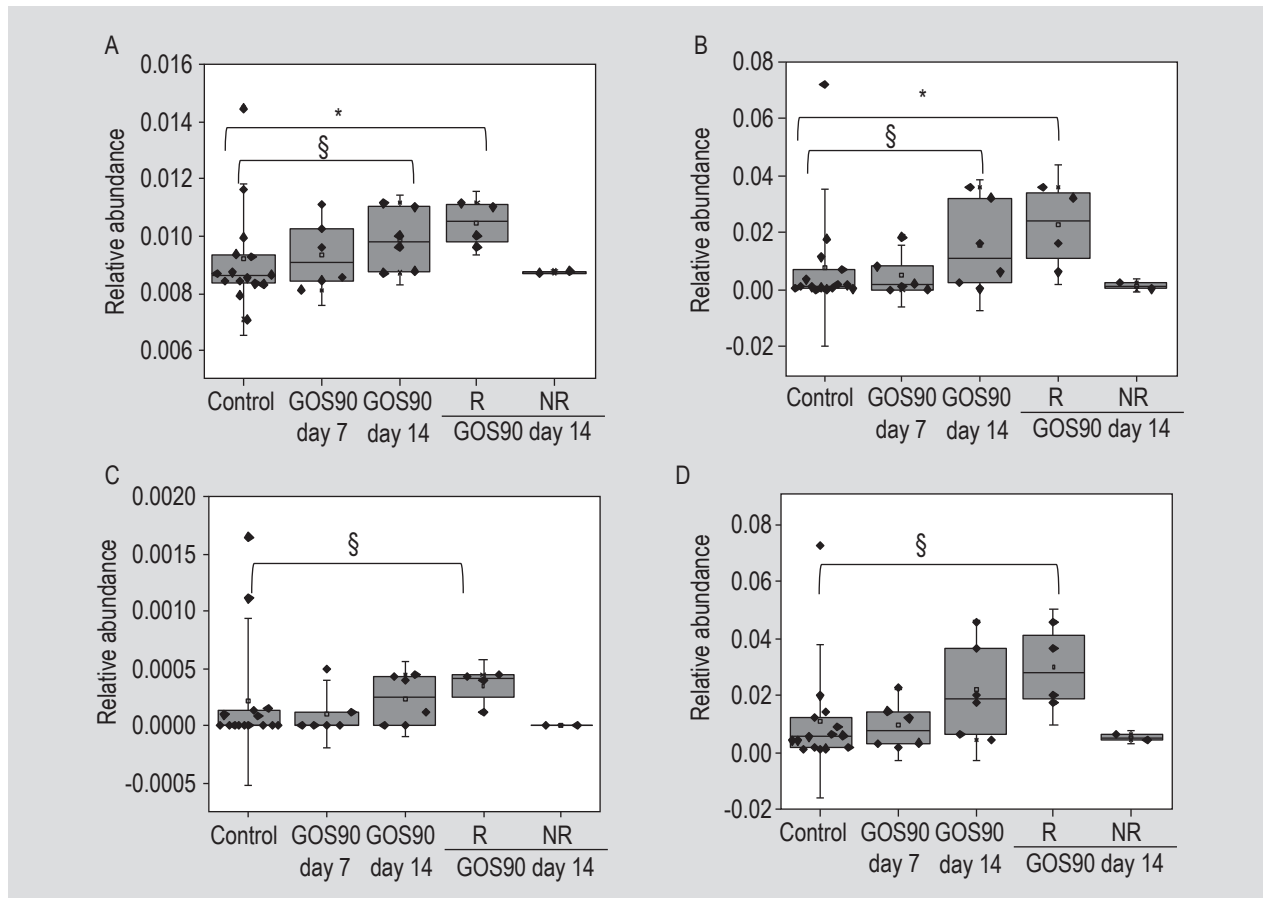 A
Relative abundance
0.016
0.014
0.012
0.010
0.008
0.006
*
§
Control
GOS90 day 7
GOS90 day 14
R
NR
GOS90 day 14
B
Relative abundance
0.08
0.06
0.04
0.02
0.00
-0.02
*
§
Control
GOS90 day 7
GOS90 day 14
R
NR
GOS90 day 14
C
Relative abundance
0.0020
0.0015
0.0010
0.0005
0.0000
-0.0005
§
Control
GOS90 day 7
GOS90 day 14
R
NR
GOS90 day 14
D
Relative abundance
0.08
0.06
0.04
0.02
0.00
-0.02
§
Control
GOS90 day 7
GOS90 day 14
R
NR
GOS90 day 14